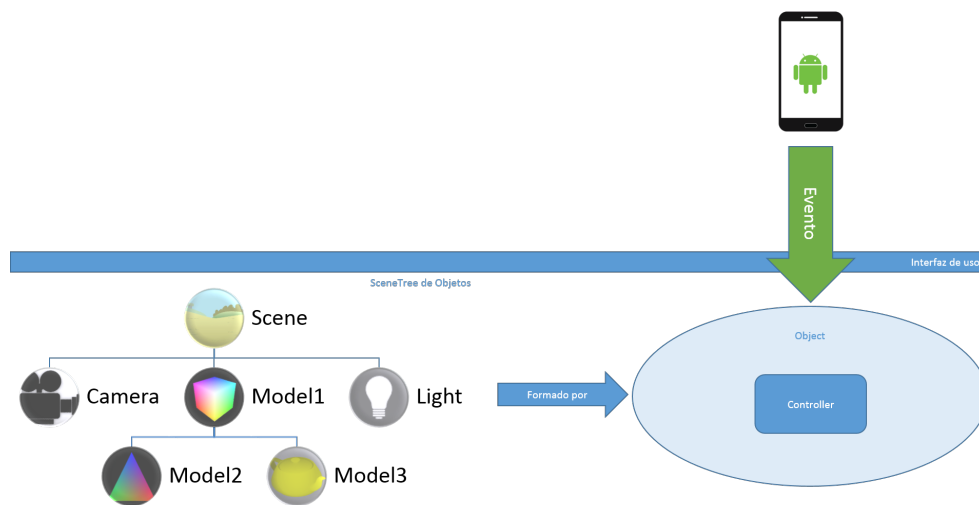 Evento
Interfaz de uso
SceneTree de Objetos
Scene
Camera
Model1
Light
Model2
Model3
Formado por
Object
Controller